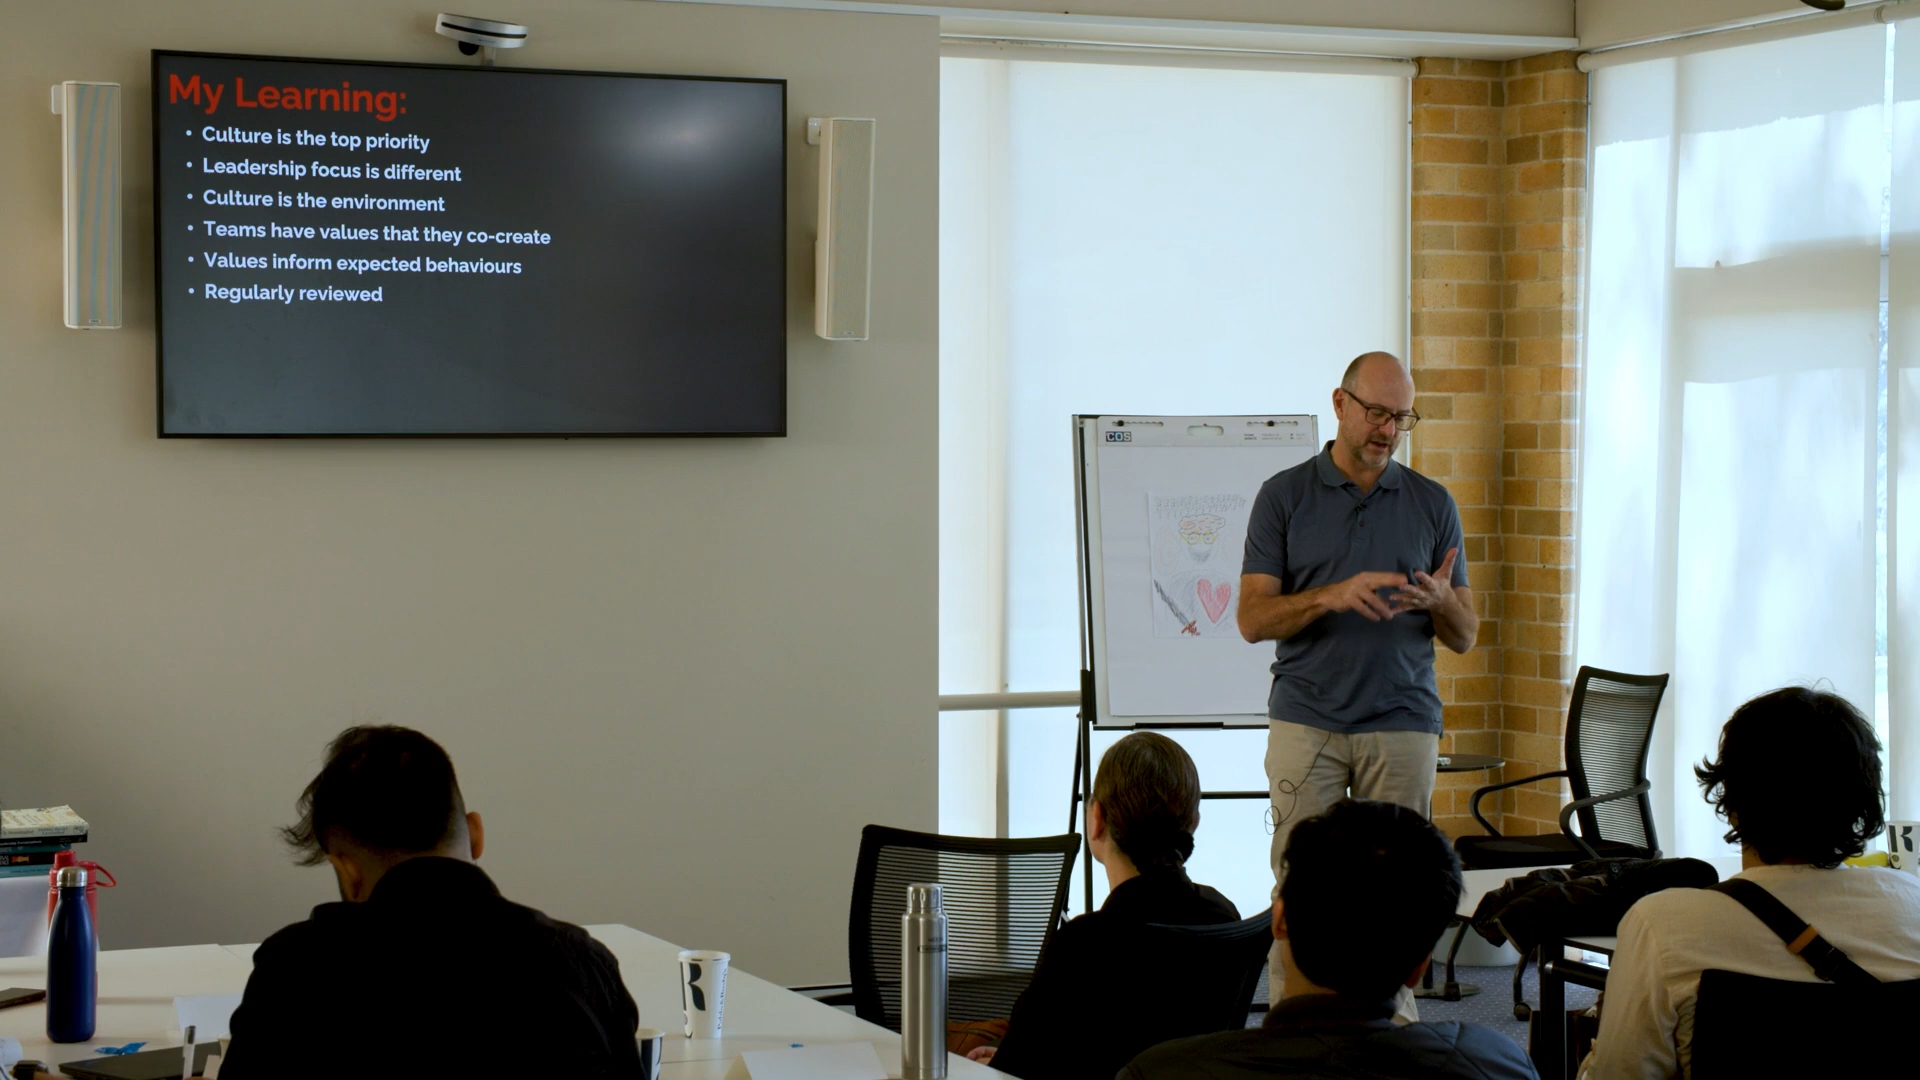 My Learning:
• Culture is the top priority
• Leadership focus is different
• Culture is the environment
• Teams have values that they co-create
• Values inform expected behaviours
• Regularly reviewed
COS